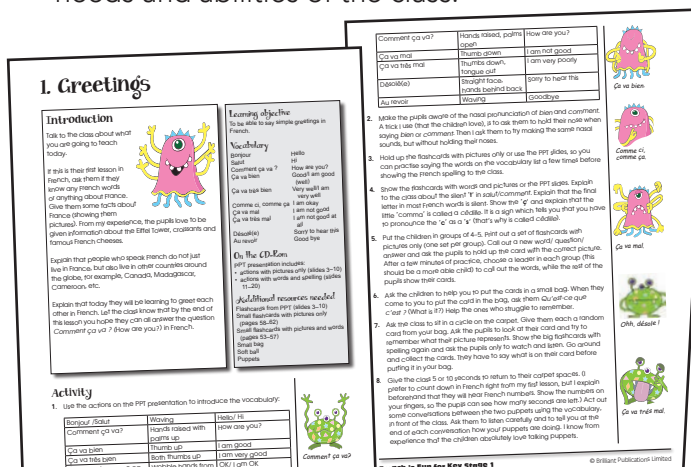 needs and abilities of the class.
1. Greetings
Introduction
Talk to the class about what
you are going to teach
today.
If this is their first lesson in
French, ask them if they
know any French words
or anything about France.
Give them some facts about
France (showing them
pictures). From my experience, the pupils love to be
given information about the Eiffel tower, croissants and
famous French cheeses.
Explain that people who speak French do not just
live in France, but also live in other countries around
the globe, for example, Canada, Madagascar,
Cameroon, etc.
Explain that today they will be learning to greet each
other in French. Let the class know that by the end of
this lesson you hope they can all answer the question
Comment ça va ? (How are you?) in French.
Learning objective
To be able to say simple greetings in
French.
Vocabulary
Bonjour Hello
Salut Hi
Comment ça va ? How are you?
Ça va bien Good/I am good
(well)
Ça va très bien Very well/I am
very well
Comme ci, comme ça I am okay
Ça va mal I am not good
Ça va très mal I am not good at
all
Désolé(e) Sorry to hear this
Au revoir Good bye
On the CD-Rom
PPT presentation includes:
• actions with pictures only (slides 3–10)
• actions with words and spelling (slides
11–20)
Additional resources needed
Flashcards from PPT (slides 3–10)
Small flashcards with pictures only
(pages 58–62)
Small flashcards with pictures and words
(pages 53–57)
Small bag
Soft ball
Puppets
Activity
1. Use the actions on the PPT presentation to introduce the vocabulary:
Bonjour /Salut Waving Hello/ Hi
Comment ça va? Hands raised with How are you?
palms up
Ça va bien Thumb up I am good
Ça va très bien Both Thumbs up I am very good
Wobble hands from OK/ I am OK
Comment ça va?
Comment ça va? Hands raised, palms How are you?
open
Ça va mal Thumb down I am not good
Ça va très mal Thumbs down, I am very poorly
tongue out
Désolé(e) Straight face, Sorry to hear this
hands behind back
Au revoir Waving Goodbye
2. Make the pupils aware of the nasal pronunciation of bien and comment.
A trick I use (that the children love), is to ask them to hold their nose when
saying bien or comment. Then I ask them to try making the same nasal
sounds, but without holding their noses.
3. Hold up the flashcards with pictures only or use the PPT slides, so you
can practise saying the words on the vocabulary list a few times before
showing the French spelling to the class.
4. Show the flashcards with words and pictures or the PPT slides. Explain
to the class about the silent 't' in salut/comment. Explain that the final
letter in most French words is silent. Show the 'ç' and explain that the
little 'comma' is called a cédille. It is a sign which tells you that you have
to pronounce the 'c' as a 's' (that's why is called cédille).
5. Put the children in groups of 4–5. Print out a set of flashcards with
pictures only (one set per group). Call out a new word/ question/
answer and ask the pupils to hold up the card with the correct picture.
After a few minutes of practice, choose a leader in each group (this
should be a more able child) to call out the words, while the rest of the
pupils show their cards.
6. Ask the children to help you to put the cards in a small bag. When they
come to you to put the card in the bag, ask them Qu'est-ce que
c'est ? (What is it?) Help the ones who struggle to remember.
7. Ask the class to sit in a circle on the carpet. Give them each a random
card from your bag. Ask the pupils to look at their card and try to
remember what their picture represents. Show the big flashcards with
spelling again and ask the pupils only to watch and listen. Go around
and collect the cards. They have to say what is on their card before
putting it in your bag.
8. Give the class 5 or 10 seconds to return to their carpet spaces. (I
prefer to count down in French right from my first lesson, but I explain
beforehand that they will hear French numbers. Show the numbers on
your fingers, so the pupils can see how many seconds are left.) Act out
some conversations between the two puppets using the vocabulary,
in front of the class. Ask them to listen carefully and to tell you at the
end of each conversation how your puppets are doing. I know from
experience that the children absolutely love talking puppets.
Ça va bien.
Comme ci,
comme ça.
Ça va mal.
Ohh, désole !
Ça va très mal.
is Fun for Key Stage 1
© Brilliant Publications Limited